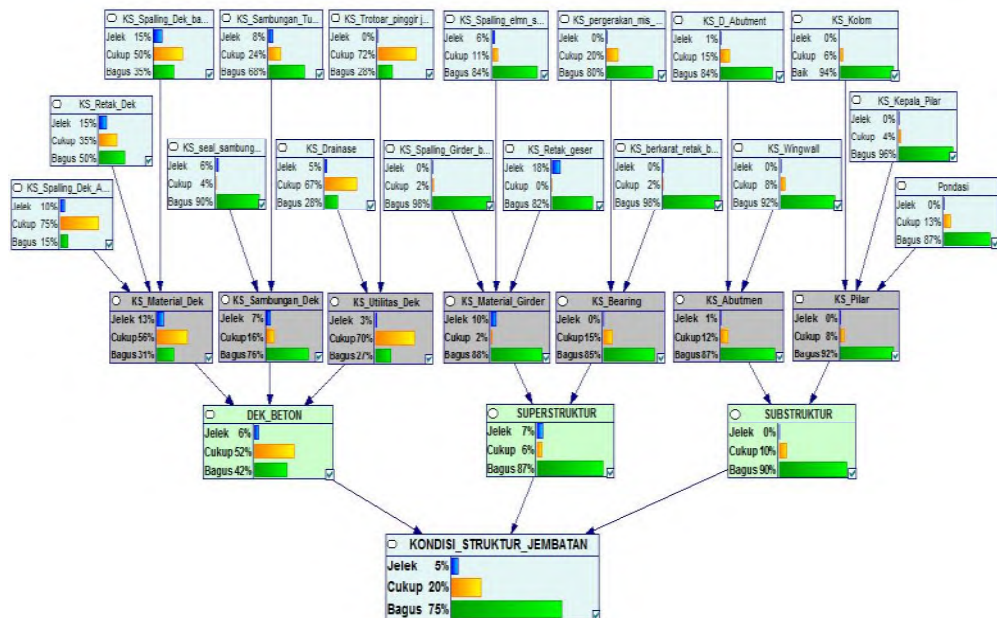 KS_Spalling_Dek_ba...
Jelek 15%
Cukup 50%
Bagus 35%
KS_Sambungan_Tu...
Jelek 8%
Cukup 24%
Bagus 68%
KS_Trotoar_pinggir j...
Jelek 0%
Cukup 72%
Bagus 28%
KS_Spalling_elmn_s...
Jelek 6%
Cukup 11%
Bagus 84%
KS_pergerakan_mis_...
Jelek 0%
Cukup 20%
Bagus 80%
KS_D_Abutment
Jelek 1%
Cukup 15%
Bagus 84%
KS_Kolom
Jelek 0%
Cukup 6%
Baik 94%
KS_Retak_Dek
Jelek 15%
Cukup 35%
Bagus 50%
KS_seal_sambung...
Jelek 6%
Cukup 4%
Bagus 90%
KS_Drainase
Jelek 5%
Cukup 67%
Bagus 28%
KS_Spalling_Girder_b...
Jelek 0%
Cukup 2%
Bagus 98%
KS_Retak_geser
Jelek 18%
Cukup 0%
Bagus 82%
KS_berkarat_retak_b...
Jelek 0%
Cukup 2%
Bagus 98%
KS_Wingwall
Jelek 0%
Cukup 8%
Bagus 92%
KS_Kepala_Pilar
Jelek 0%
Cukup 4%
Bagus 96%
KS_Spalling_Dek_A...
Jelek 10%
Cukup 75%
Bagus 15%
Pondasi
Jelek 0%
Cukup 13%
Bagus 87%
KS_Material_Dek
Jelek 13%
Cukup 56%
Bagus 31%
KS_Sambungan_Dek
Jelek 7%
Cukup 16%
Bagus 76%
KS_Utilitas_Dek
Jelek 3%
Cukup 70%
Bagus 27%
KS_Material_Girder
Jelek 10%
Cukup 2%
Bagus 88%
KS_Bearing
Jelek 0%
Cukup 15%
Bagus 85%
KS_Abutmen
Jelek 1%
Cukup 12%
Bagus 87%
KS_Pilar
Jelek 0%
Cukup 8%
Bagus 92%
DEK_BETON
Jelek 6%
Cukup 52%
Bagus 42%
SUPERSTRUKTUR
Jelek 7%
Cukup 6%
Bagus 87%
SUBSTRUKTUR
Jelek 0%
Cukup 10%
Bagus 90%
KONDISI_STRUKTUR_JEMBATAN
Jelek 5%
Cukup 20%
Bagus 75%